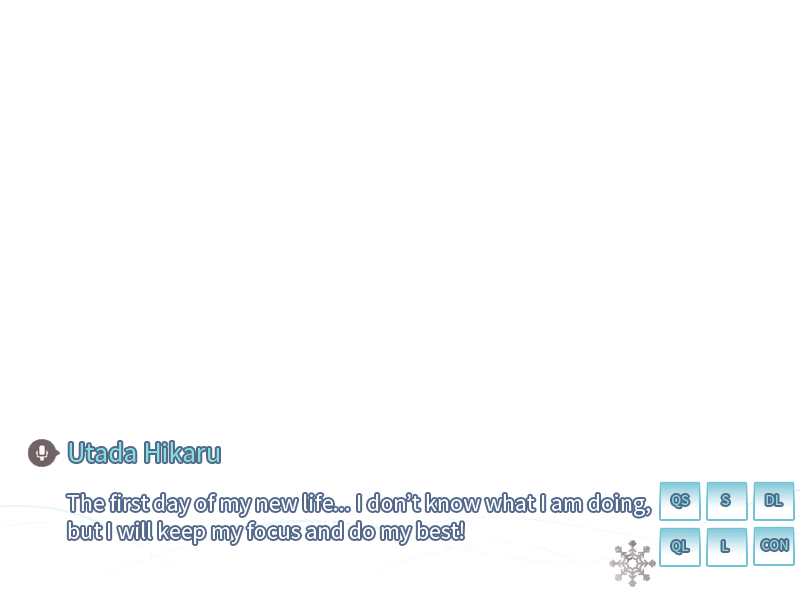 Utada Hikaru
The first day of my new life... I don't know what I am doing,
but I will keep my focus and do my best!
QS S DL
QL L CON